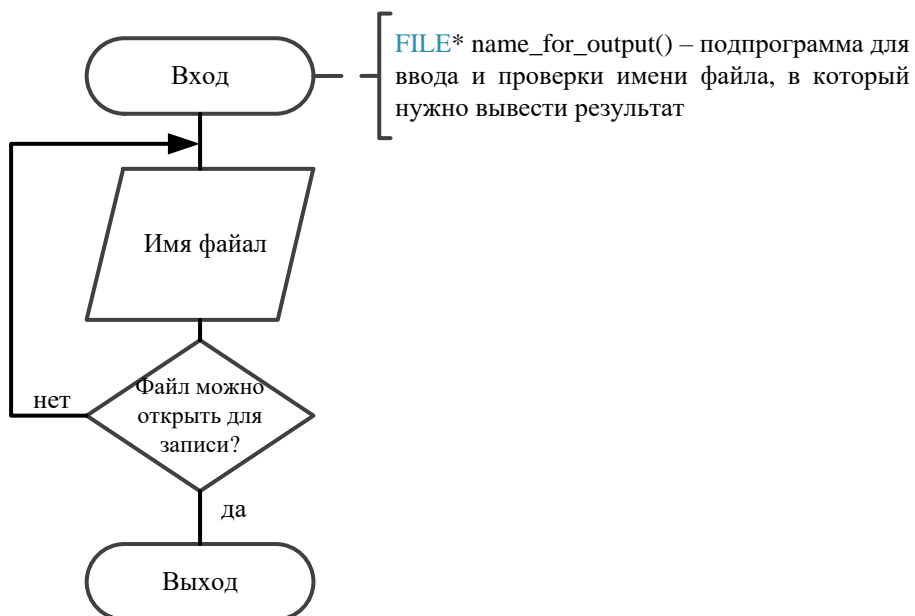 FILE* name_for_output() – подпрограмма для
ввода и проверки имени файла, в который
нужно вывести результат
Вход
Имя файал
Файл можно
открыть для
записи?
нет
да
Выход